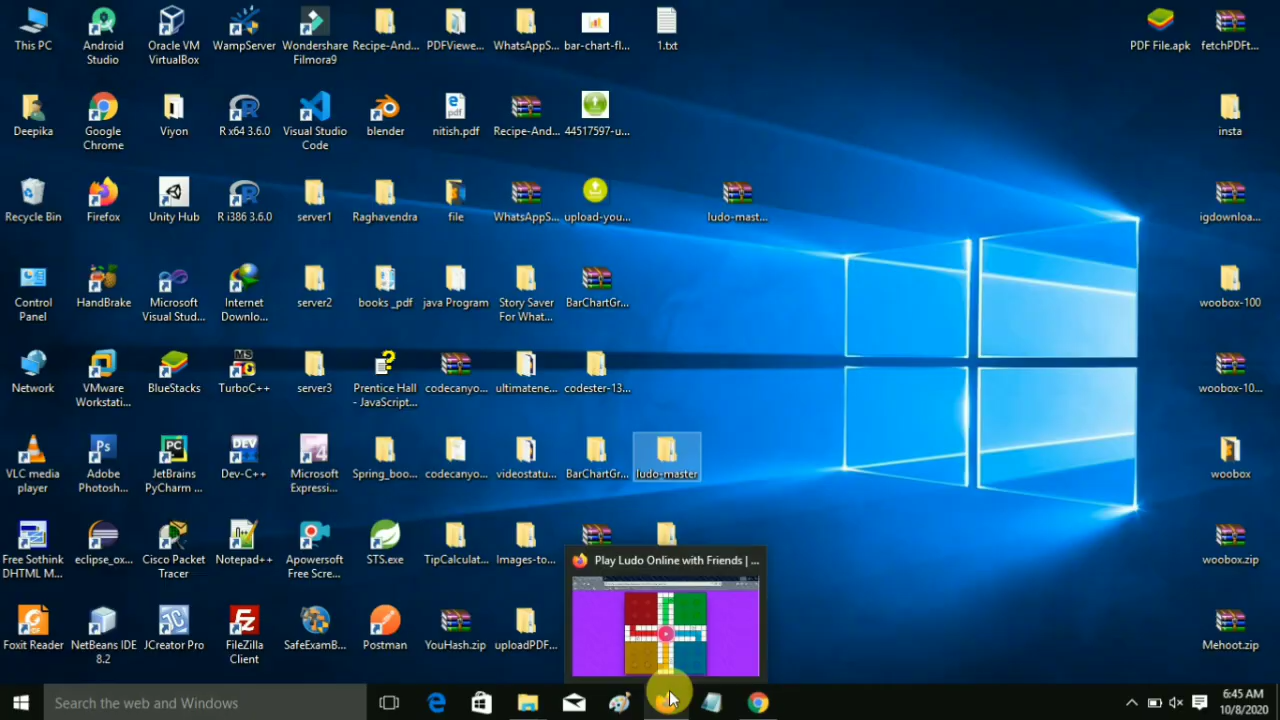 This PC
Android
Studio
Oracle VM
VirtualBox
WampServer
Wondershare
Filmora9
Recipe-And...
PDFViewe...
WhatsAppS...
bar-chart-fl...
1.txt
PDF File.apk
fetchPDFt...
Deepika
Google
Chrome
Viyon
R x64 3.6.0
Visual Studio
Code
blender
nitish.pdf
Recipe-And...
44517597-u...
insta
Recycle Bin
Firefox
Unity Hub
R i386 3.6.0
server1
Raghavendra
file
WhatsAppS...
upload-you...
ludo-mast...
igdownloa...
Control
Panel
HandBrake
Microsoft
Visual Stud...
Internet
Downlo...
server2
books _pdf
java Program
Story Saver
For What...
BarChartGr...
woobox-100
Network
VMware
Workstati...
BlueStacks
MS
TurboC++
server3
Prentice Hall
- JavaScript...
codecanyo...
ultimatene...
codester-13...
woobox-10...
VLC media
player
Ps
Adobe
Photosh...
PC
JetBrains
PyCharm ...
DEV
Dev-C++
Microsoft
Expressi...
Spring_boo...
codecanyo...
videostatu...
BarChartGr...
ludo-master
woobox
Free Sothink
DHTML M...
eclipse_ox...
Cisco Packet
Tracer
Notepad++
Apowersoft
Free Scre...
STS.exe
TipCalculat...
Images-to...
woobox.zip
Play Ludo Online with Friends | ...
Foxit Reader
NetBeans IDE
8.2
JCreator Pro
Fz
FileZilla
Client
SafeExamB...
Postman
YouHash.zip
uploadPDF...
Mehoot.zip
Search the web and Windows
6:45 AM
10/8/2020